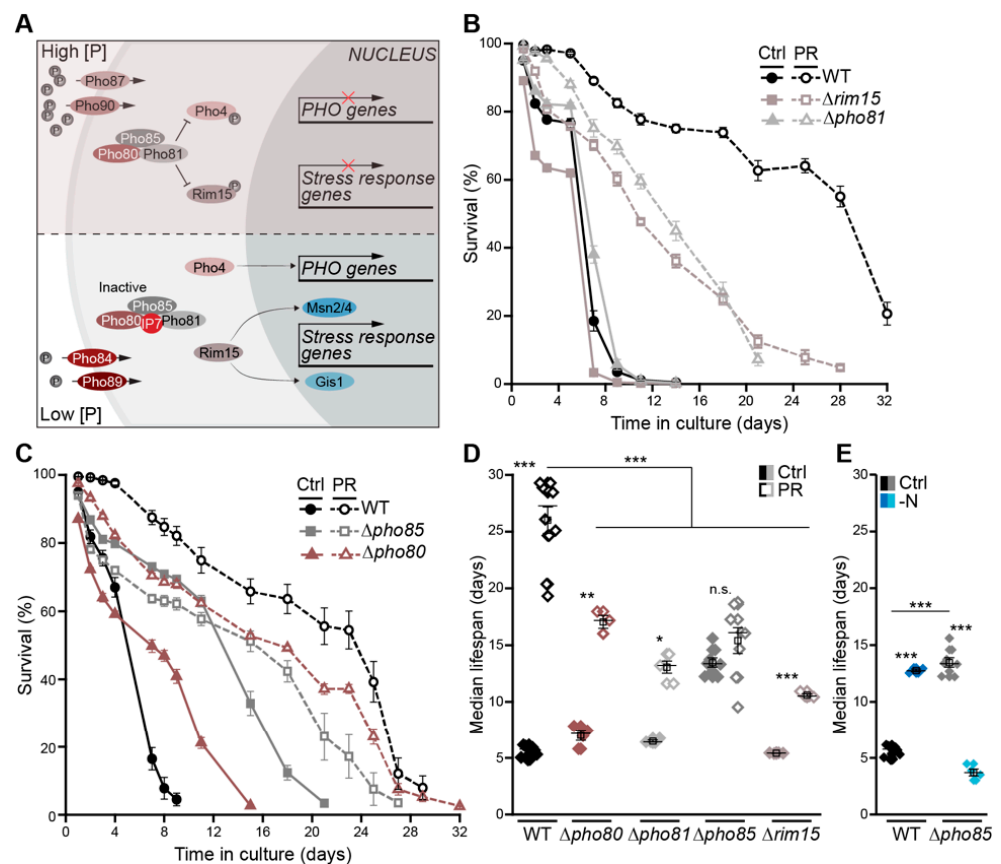 A
High [P]
NUCLEUS
P
P
P
P
P
P
P
Pho87
Pho90
Pho4
P
PHO genes
Pho85
Pho80
Pho81
Rim15
P
Stress response
genes
Pho4
PHO genes
Inactive
Pho85
Pho80
IP7
Pho81
Msn2/4
Rim15
Stress response
genes
P
Pho84
P
Pho89
Gis1
Low [P]
B
Ctrl PR
WT
Δrim15
Δpho81
Survival (%)
100
80
60
40
20
0
0 4 8 12 16 20 24 28 32
Time in culture (days)
C
Ctrl PR
WT
Δpho85
Δpho80
Survival (%)
100
80
60
40
20
0
0 4 8 12 16 20 24 28 32
Time in culture (days)
D
Ctrl
PR
Median lifespan (days)
30
25
20
15
10
5
0
***
***
**
*
n.s.
***
WT Δpho80 Δpho81 Δpho85 Δrim15
E
Ctrl
-N
Median lifespan (days)
30
25
20
15
10
5
0
***
***
***
WT Δpho85